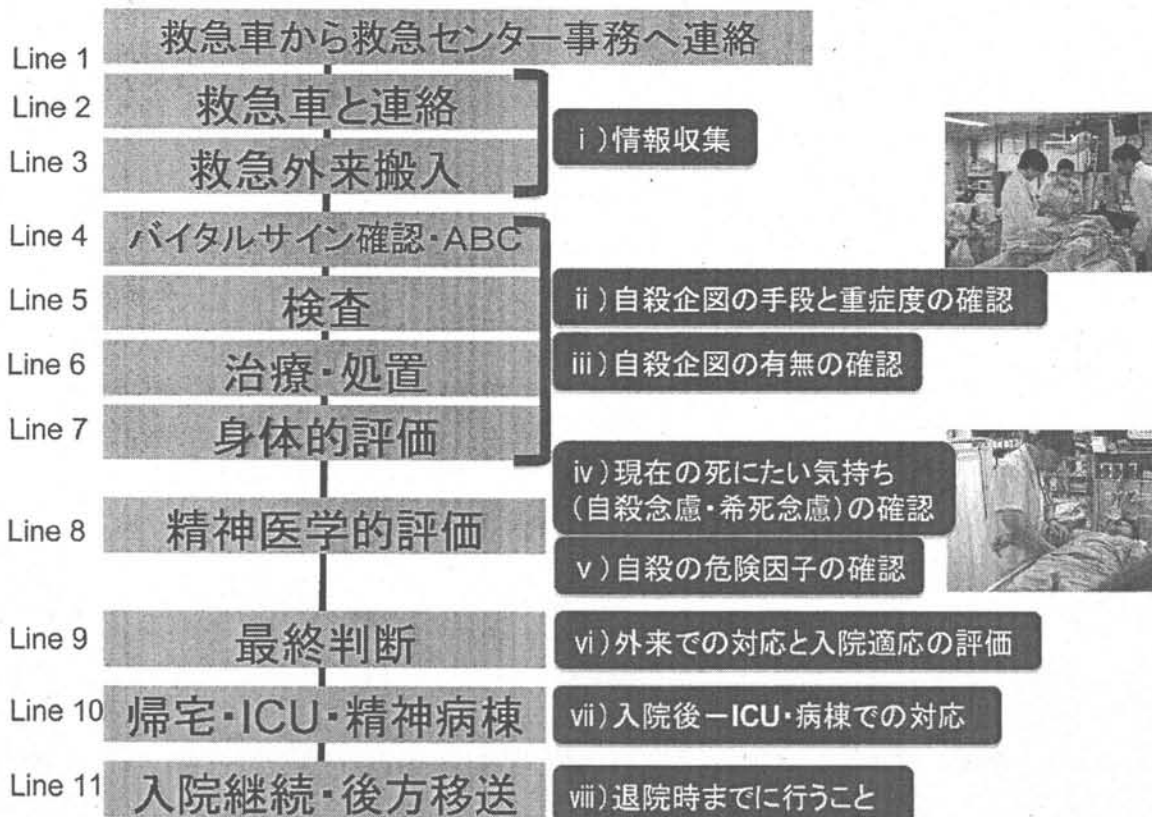 Line 1 救急車から救急センター事務へ連絡
Line 2 救急車と連絡
i)情報収集
Line 3 救急外来搬入
Line 4 バイタルサイン確認・ABC
Line 5 検査
ii)自殺企図の手段と重症度の確認
Line 6 治療・処置
iii)自殺企図の有無の確認
Line 7 身体的評価
iv)現在の死にたい気持ち
(自殺念慮・希死念慮)の確認
Line 8 精神医学的評価
v)自殺の危険因子の確認
Line 9 最終判断
vi)外来での対応と入院適応の評価
Line 10 帰宅・ICU・精神病棟
vii)入院後－ICU・病棟での対応
Line 11 入院継続・後方移送
viii)退院時までに行うこと